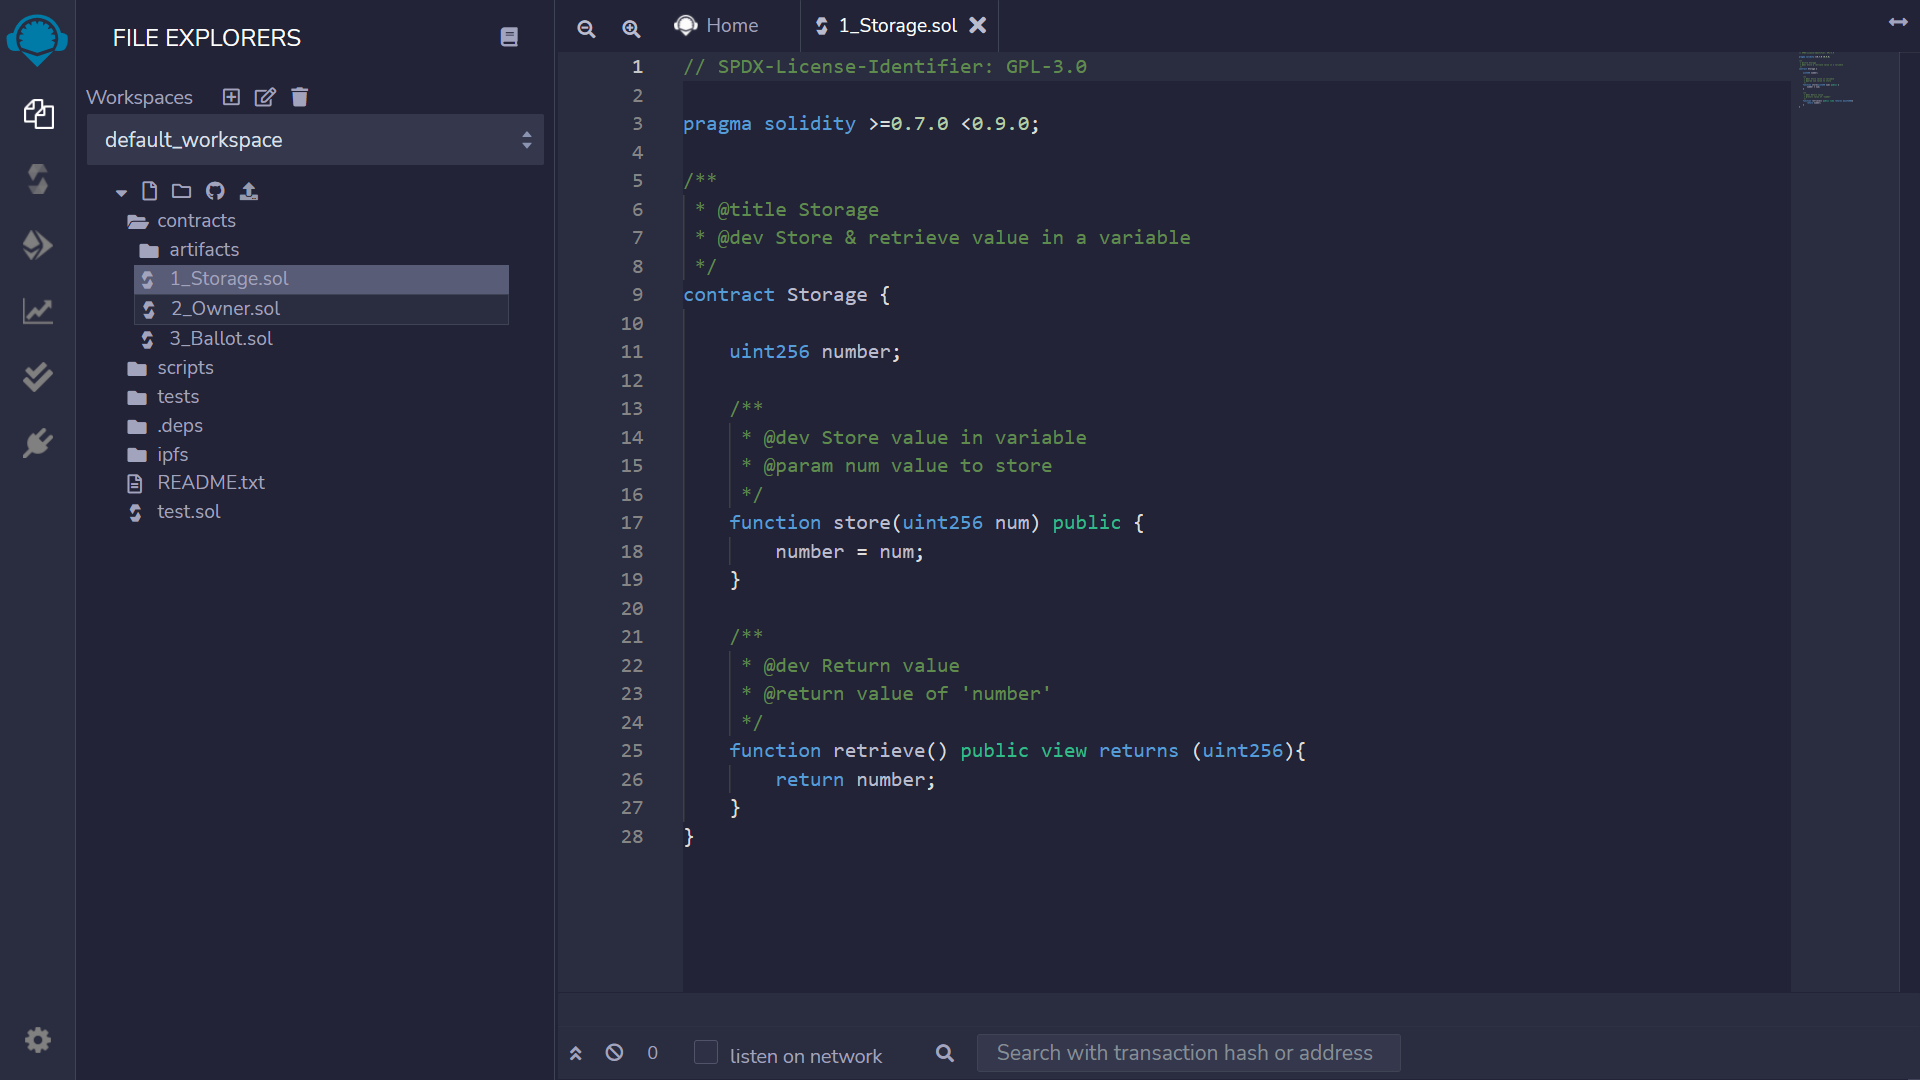 FILE EXPLORERS
Workspaces
default_workspace
contracts
artifacts
1_Storage.sol
2_Owner.sol
3_Ballot.sol
scripts
tests
.deps
ipfs
README.txt
test.sol
Home
1_Storage.sol
1 // SPDX-License-Identifier: GPL-3.0
2
3 pragma solidity >=0.7.0 <0.9.0;
4
5 /**
6 * @title Storage
7 * @dev Store & retrieve value in a variable
8 */
9 contract Storage {
10
11 uint256 number;
12
13 /**
14 * @dev Store value in variable
15 * @param num value to store
16 */
17 function store(uint256 num) public {
18 number = num;
19 }
20
21 /**
22 * @dev Return value
23 * @return value of 'number'
24 */
25 function retrieve() public view returns (uint256){
26 return number;
27 }
28 }
0 listen on network Search with transaction hash or address